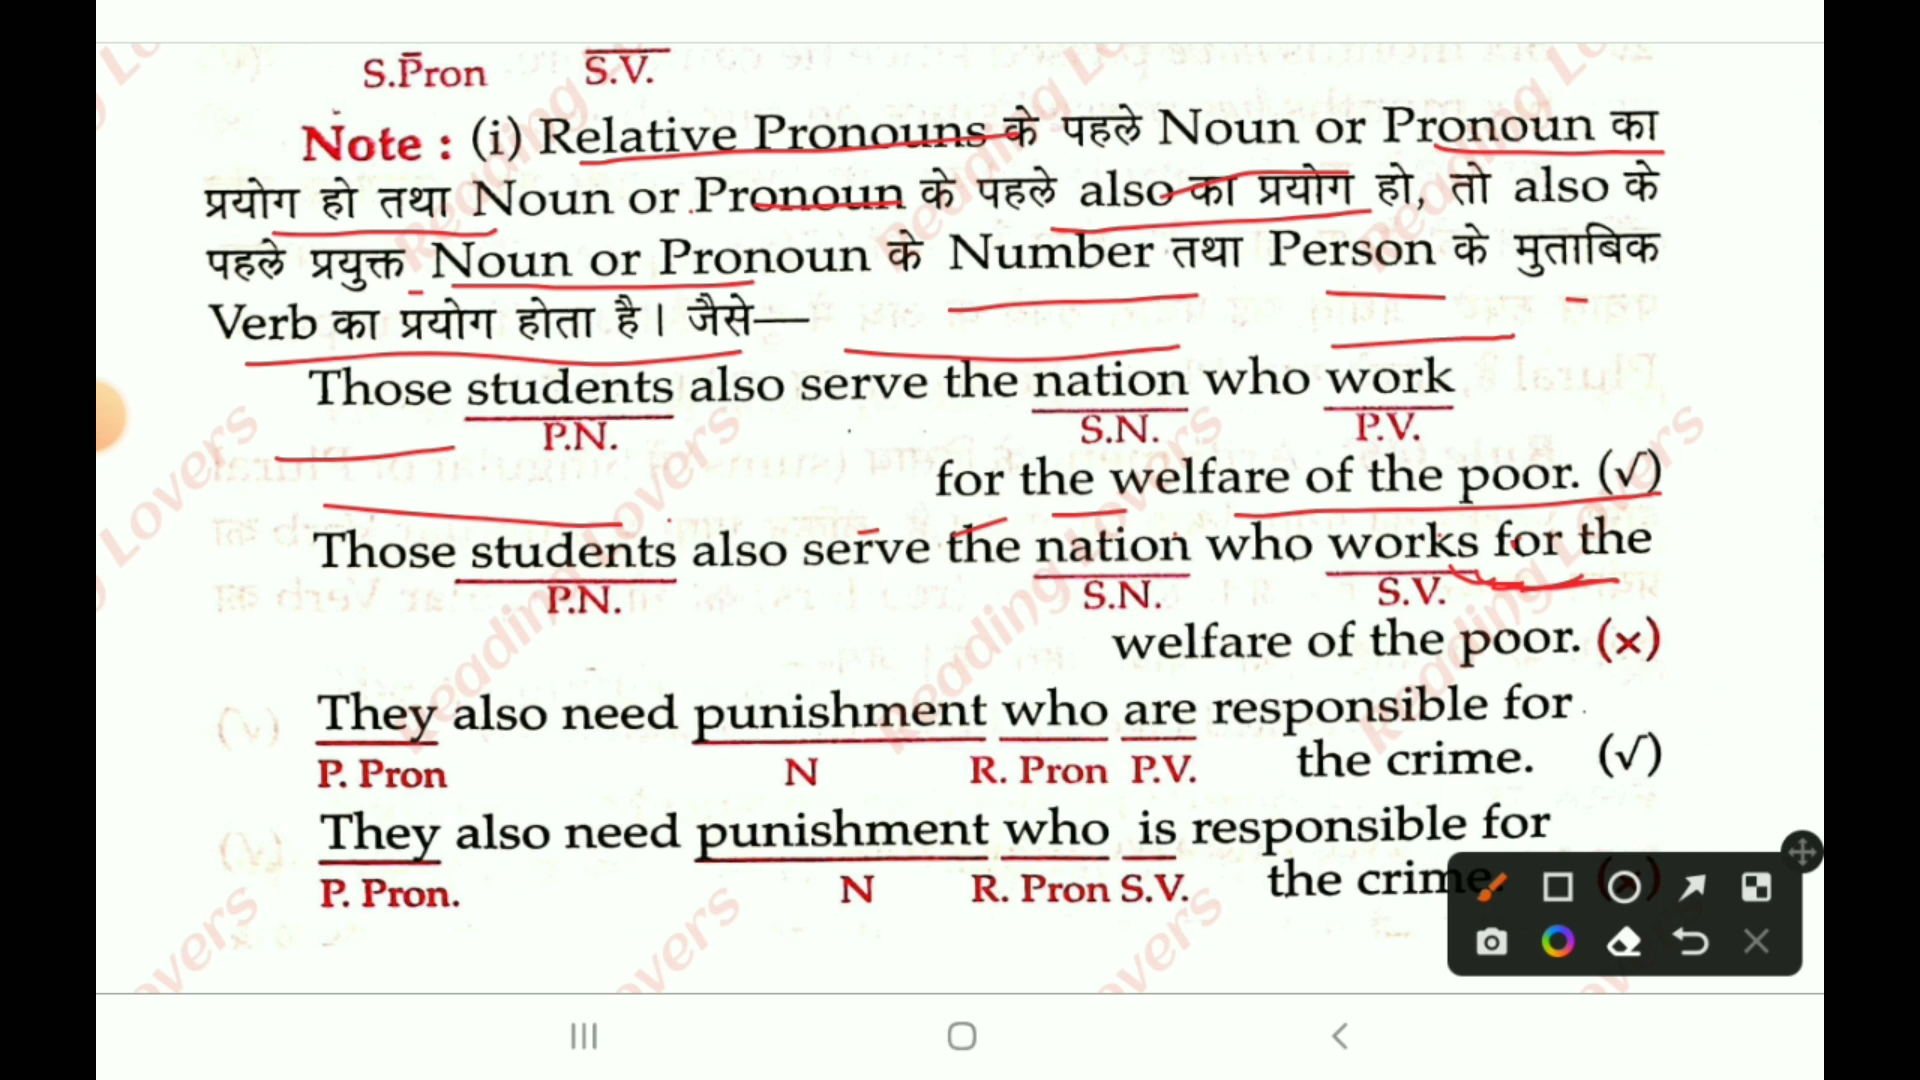 S.Pron S.V.
Note : (i) Relative Pronouns के पहले Noun or Pronoun का
प्रयोग हो तथा Noun or Pronoun के पहले also का प्रयोग हो, तो also के
पहले प्रयुक्त Noun or Pronoun के Number तथा Person के मुताबिक
Verb का प्रयोग होता है। जैसे—
Those students also serve the nation who work
P.N. S.N. P.V.
for the welfare of the poor. (√)
Those students also serve the nation who works for the
P.N. S.N. S.V.
welfare of the poor. (×)
They also need punishment who are responsible for
P. Pron N R. Pron P.V. the crime. (√)
They also need punishment who is responsible for
P. Pron. N R. Pron S.V. the crime.
Reading Lovers